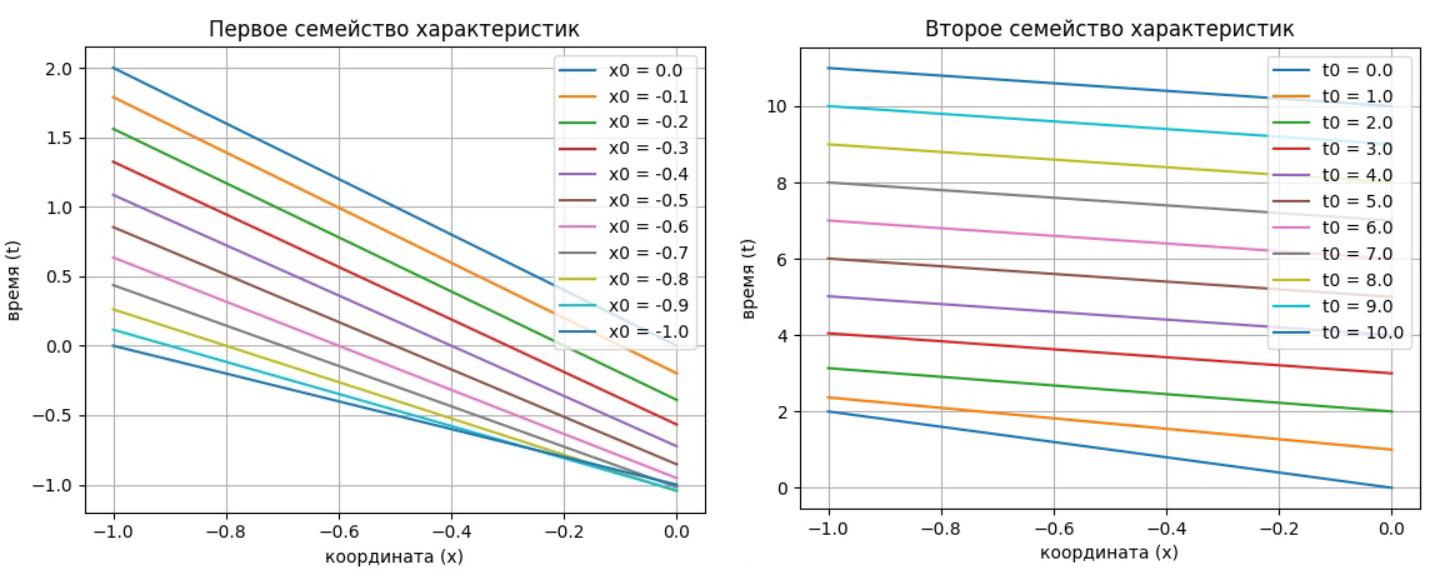 Первое семейство характеристик
время (t)
2.0
1.5
1.0
0.5
0.0
−0.5
−1.0
x0 = 0.0
x0 = -0.1
x0 = -0.2
x0 = -0.3
x0 = -0.4
x0 = -0.5
x0 = -0.6
x0 = -0.7
x0 = -0.8
x0 = -0.9
x0 = -1.0
−1.0 −0.8 −0.6 −0.4 −0.2 0.0
координата (x)
Второе семейство характеристик
время (t)
10
8
6
4
2
0
t0 = 0.0
t0 = 1.0
t0 = 2.0
t0 = 3.0
t0 = 4.0
t0 = 5.0
t0 = 6.0
t0 = 7.0
t0 = 8.0
t0 = 9.0
t0 = 10.0
−1.0 −0.8 −0.6 −0.4 −0.2 0.0
координата (x)